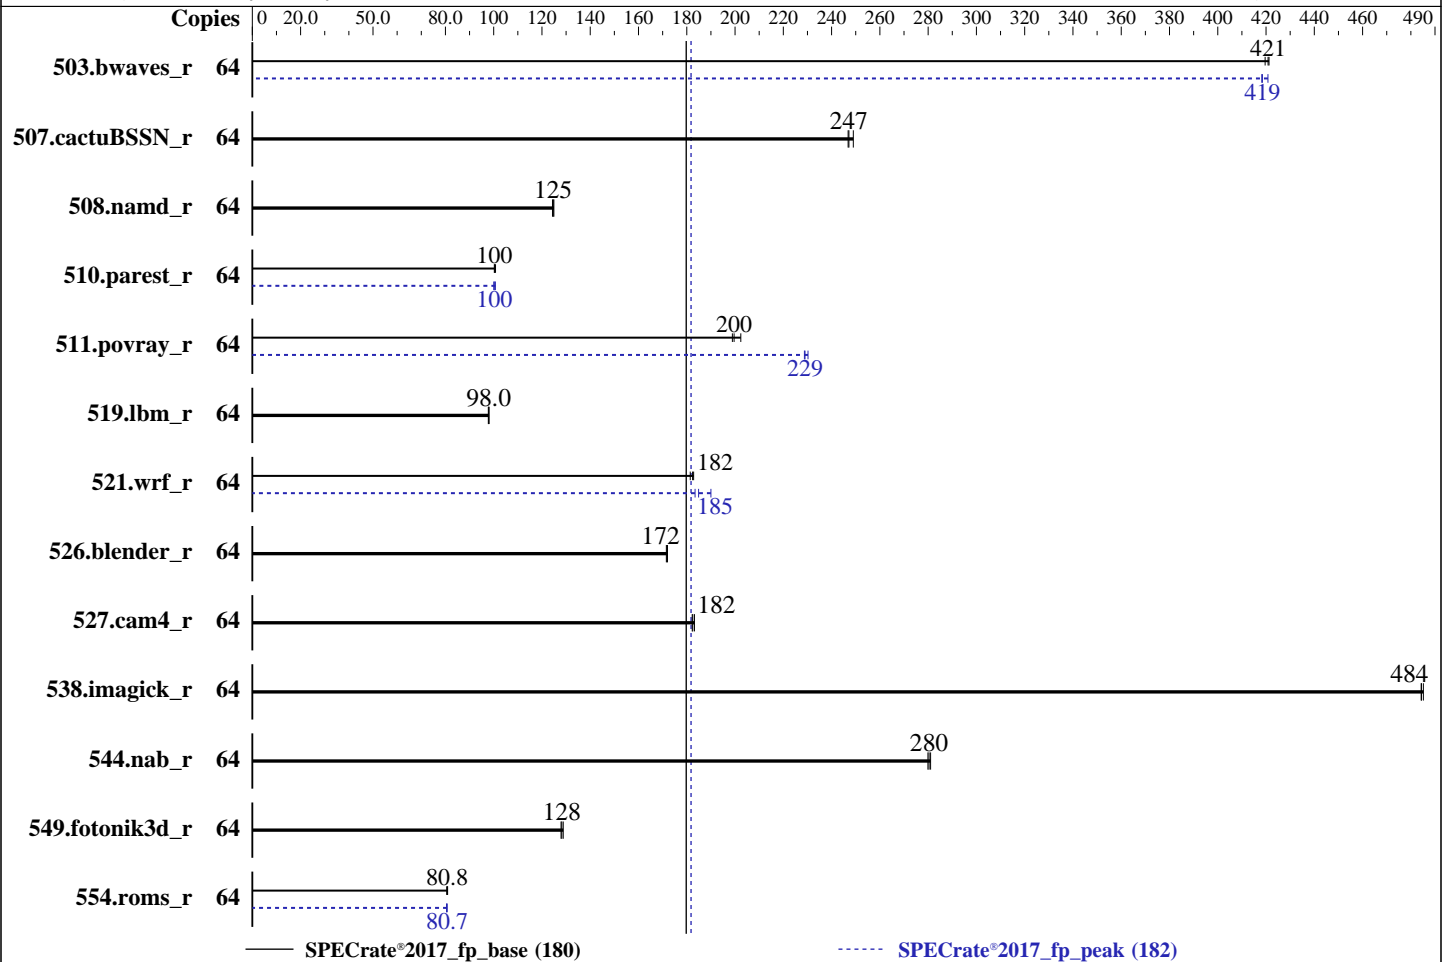 Copies 0 20.0 50.0 80.0 100 120 140 160 180 200 220 240 260 280 300 320 340 360 380 400 420 440 460 490
503.bwaves_r 64 421
419
507.cactuBSSN_r 64 247
508.namd_r 64 125
510.parest_r 64 100
100
511.povray_r 64 200
229
519.lbm_r 64 98.0
521.wrf_r 64 182
185
526.blender_r 64 172
527.cam4_r 64 182
538.imagick_r 64 484
544.nab_r 64 280
549.fotonik3d_r 64 128
554.roms_r 64 80.8
80.7
SPECrate®2017_fp_base (180) SPECrate®2017_fp_peak (182)